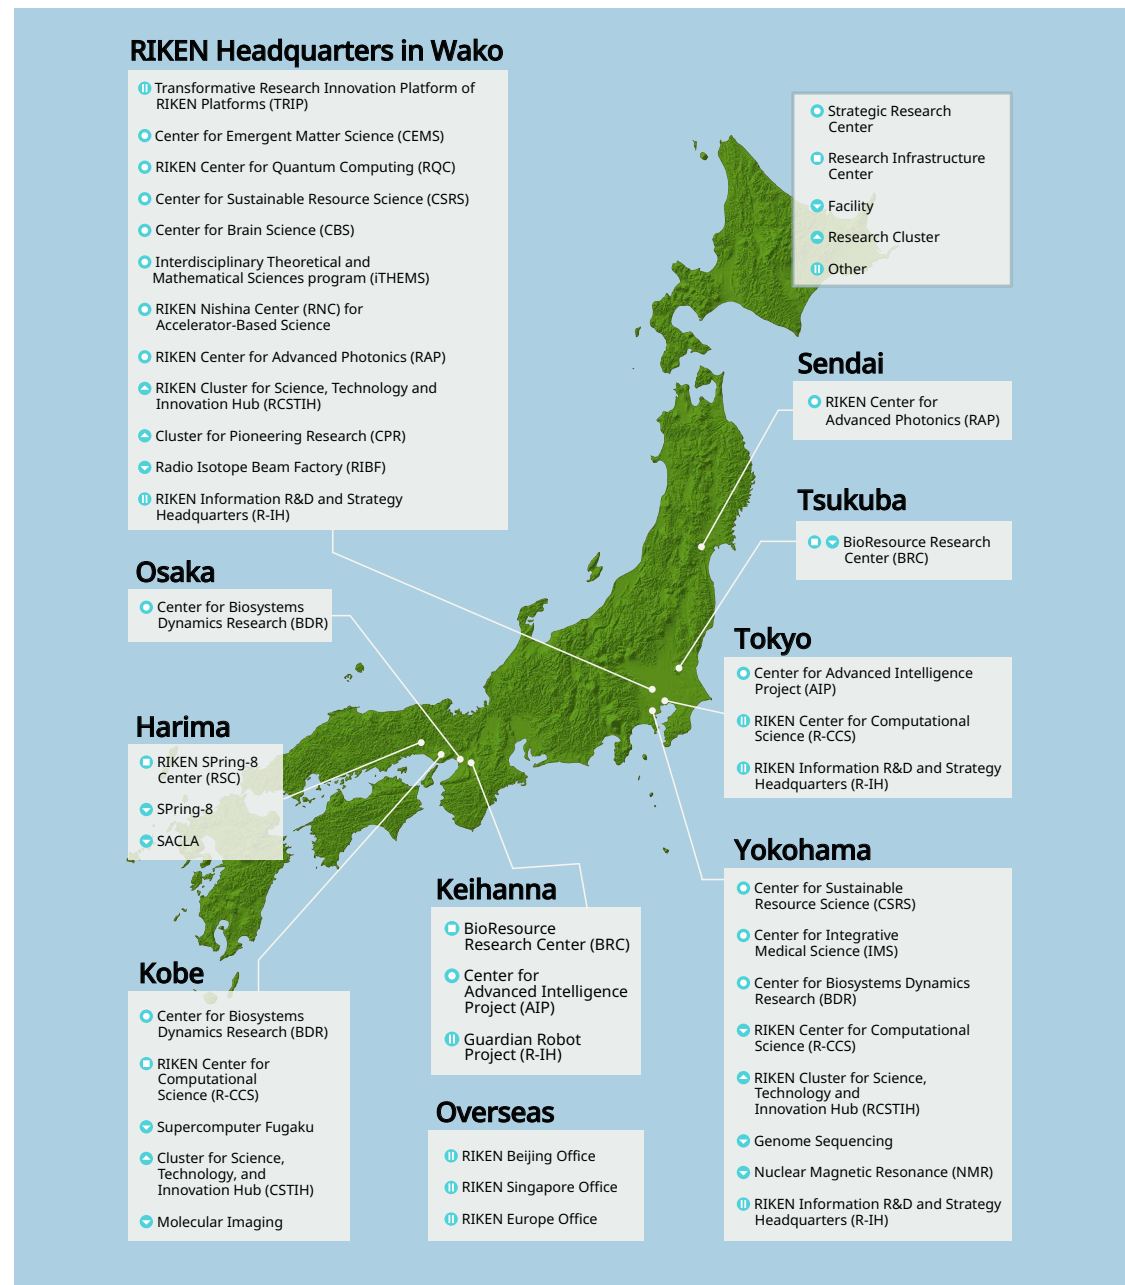 RIKEN Headquarters in Wako
Transformative Research Innovation Platform of
RIKEN Platforms (TRIP)
Center for Emergent Matter Science (CEMS)
RIKEN Center for Quantum Computing (RQC)
Center for Sustainable Resource Science (CSRS)
Center for Brain Science (CBS)
Interdisciplinary Theoretical and
Mathematical Sciences program (iTHEMS)
RIKEN Nishina Center (RNC) for
Accelerator-Based Science
RIKEN Center for Advanced Photonics (RAP)
RIKEN Cluster for Science, Technology and
Innovation Hub (RCSTIH)
Cluster for Pioneering Research (CPR)
Radio Isotope Beam Factory (RIBF)
RIKEN Information R&D and Strategy
Headquarters (R-IH)
Strategic Research
Center
Research Infrastructure
Center
Facility
Research Cluster
Other
Sendai
RIKEN Center for
Advanced Photonics (RAP)
Tsukuba
BioResource Research
Center (BRC)
Osaka
Center for Biosystems
Dynamics Research (BDR)
Tokyo
Center for Advanced Intelligence
Project (AIP)
RIKEN Center for Computational
Science (R-CCS)
RIKEN Information R&D and Strategy
Headquarters (R-IH)
Harima
RIKEN SPring-8
Center (RSC)
SPring-8
SACLA
Yokohama
Center for Sustainable
Resource Science (CSRS)
Center for Integrative
Medical Science (IMS)
Center for Biosystems Dynamics
Research (BDR)
RIKEN Center for Computational
Science (R-CCS)
RIKEN Cluster for Science,
Technology and
Innovation Hub (RCSTIH)
Genome Sequencing
Nuclear Magnetic Resonance (NMR)
RIKEN Information R&D and Strategy
Headquarters (R-IH)
Keihanna
BioResource
Research Center (BRC)
Center for
Advanced Intelligence
Project (AIP)
Guardian Robot
Project (R-IH)
Kobe
Center for Biosystems
Dynamics Research (BDR)
RIKEN Center for
Computational
Science (R-CCS)
Supercomputer Fugaku
Cluster for Science,
Technology, and
Innovation Hub (CSTIH)
Molecular Imaging
Overseas
RIKEN Beijing Office
RIKEN Singapore Office
RIKEN Europe Office